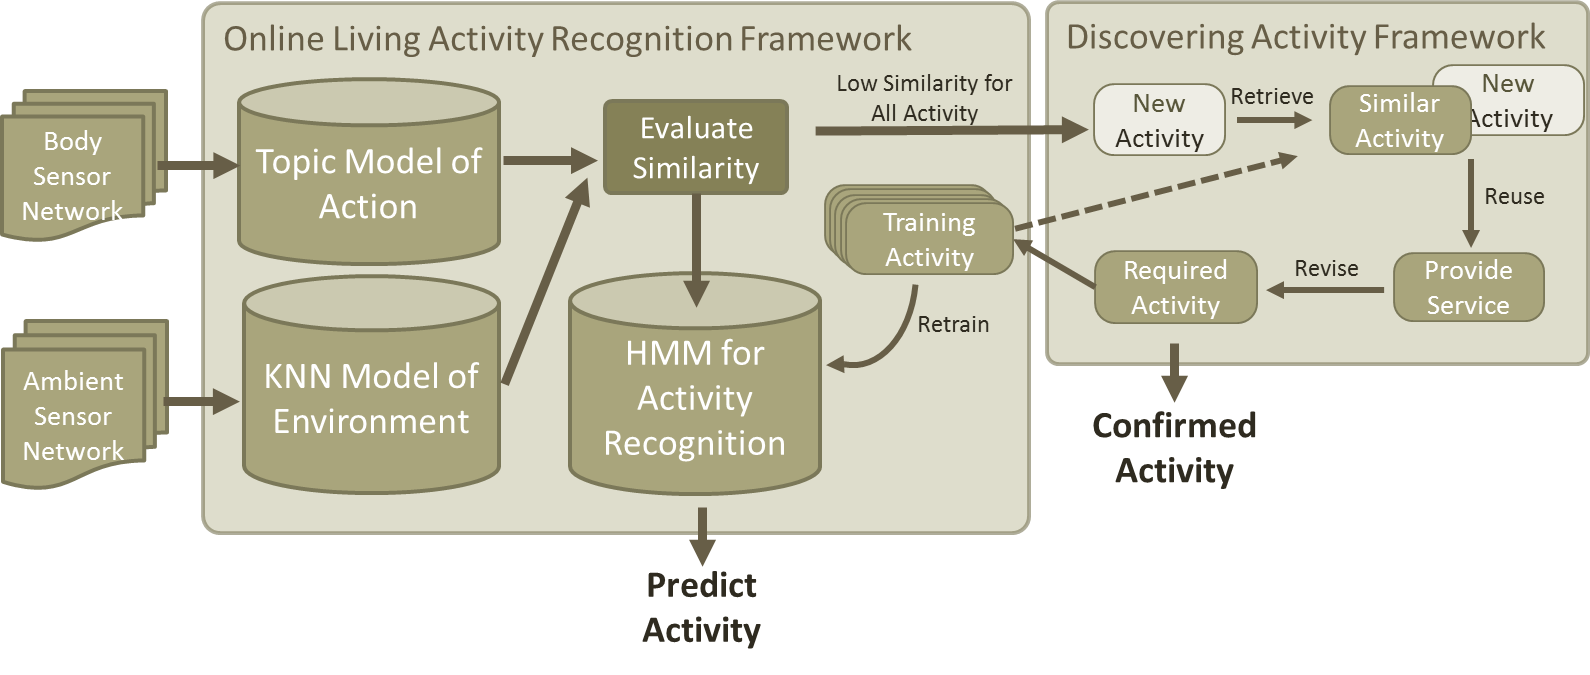 Online Living Activity Recognition Framework
Body
Sensor
Network
Ambient
Sensor
Network
Topic Model of
Action
KNN Model of
Environment
Evaluate
Similarity
Low Similarity for
All Activity
Training
Activity
Retrain
HMM for
Activity
Recognition
Predict
Activity
Discovering Activity Framework
New
Activity
Retrieve
Similar
Activity
New
Activity
Reuse
Provide
Service
Revise
Required
Activity
Confirmed
Activity